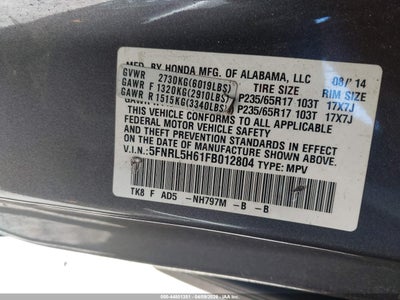 MFD. BY HONDA MFG. OF ALABAMA, LLC 08/'14
GVWR 2730KG(6019LBS) TIRE SIZE RIM SIZE
GAWR F 1320KG(2910LBS) P235/65R17 103T 17X7J
GAWR R 1515KG(3340LBS) P235/65R17 103T 17X7J
THIS VEHICLE CONFORMS TO ALL APPLICABLE
FEDERAL MOTOR VEHICLE SAFETY AND
THEFT PREVENTION STANDARDS IN EFFECT ON
THE DATE OF MANUFACTURE SHOWN ABOVE.
V.I.N.:5FNRL5H61FB012804 TYPE: MPV
TK8 F AD5 -NH797M -B -B